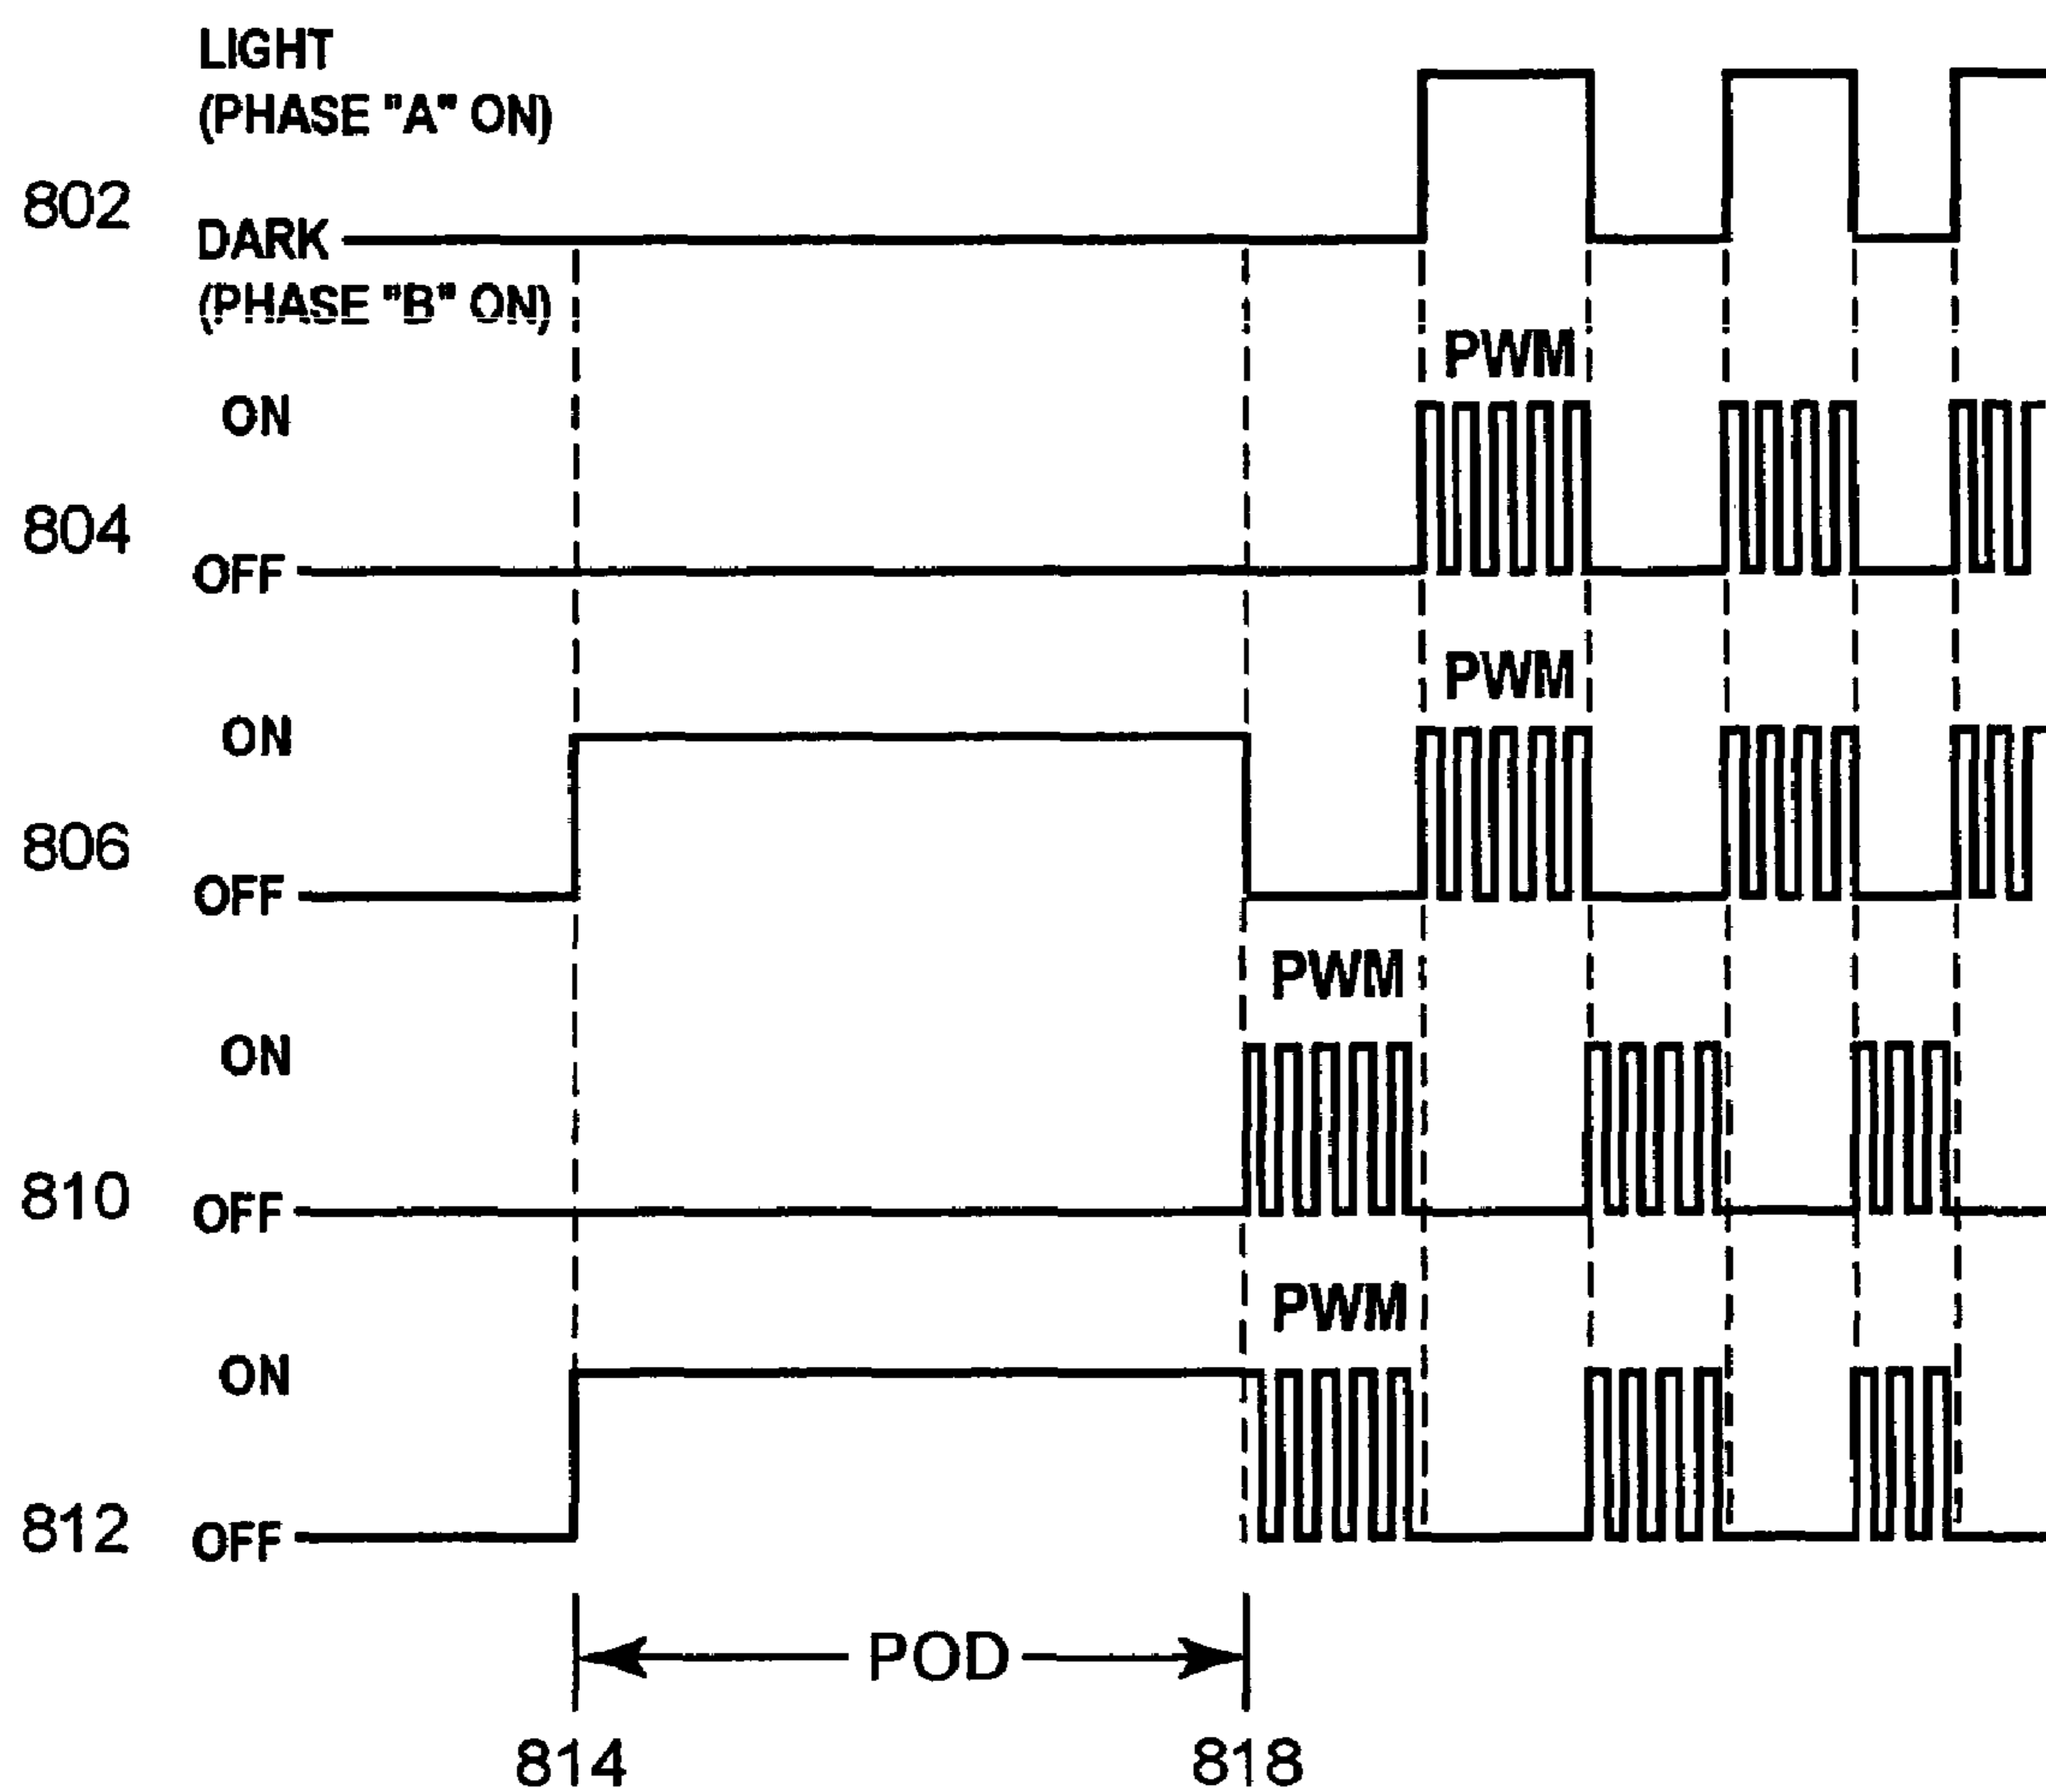 LIGHT
(PHASE "A" ON)
802
DARK
(PHASE "B" ON)
PWM
ON
804
OFF
PWM
ON
806
OFF
PWM
ON
810
OFF
PWM
ON
812
OFF
POD
814
818